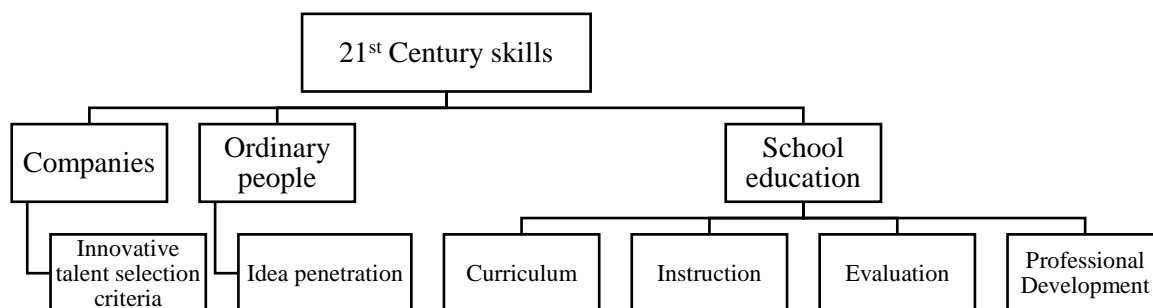 21st Century skills
Companies
Ordinary
people
School
education
Innovative
talent selection
criteria
Idea penetration
Curriculum
Instruction
Evaluation
Professional
Development